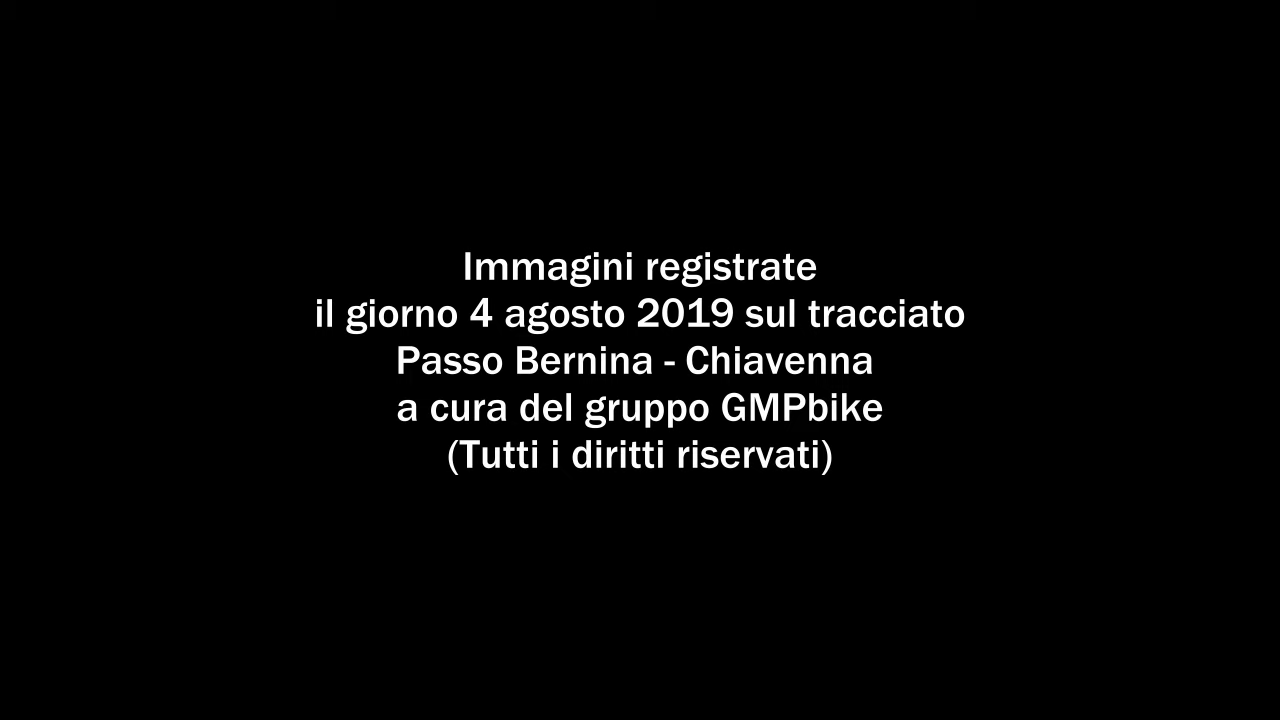 Immagini registrate
il giorno 4 agosto 2019 sul tracciato
Passo Bernina - Chiavenna
a cura del gruppo GMPbike
(Tutti i diritti riservati)